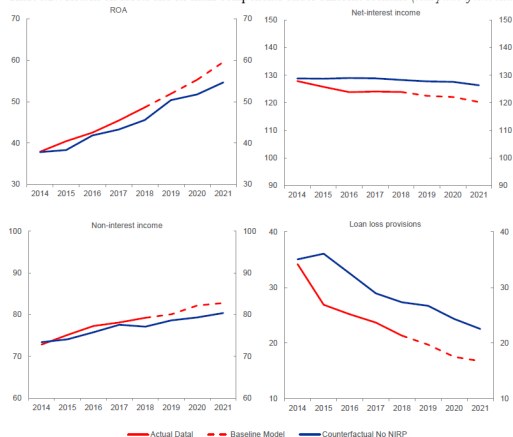 ROA
70 70
60 60
50 50
40 40
30 30
2014 2015 2016 2017 2018 2019 2020 2021
Net-interest income
150 150
140 140
130 130
120 120
110 110
100 100
90 90
2014 2015 2016 2017 2018 2019 2020 2021
Non-interest income
100 100
90 90
80 80
70 70
60 60
2014 2015 2016 2017 2018 2019 2020 2021
Loan loss provisions
40 40
30 30
20 20
10 10
2014 2015 2016 2017 2018 2019 2020 2021
Actual Datal Baseline Model Counterfactual No NIRP